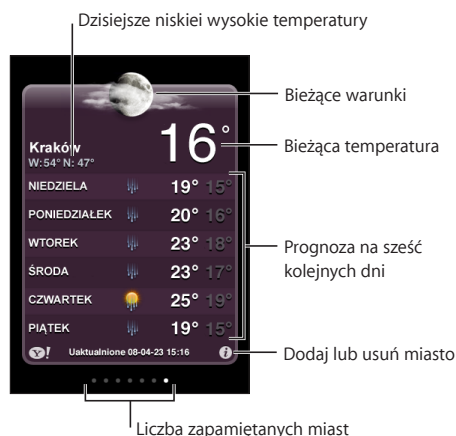 Dzisiejsze niskiei wysokie temperatury
Bieżące warunki
Kraków
W:54° N: 47°
16°
Bieżąca temperatura
NIEDZIELA 19° 15°
PONIEDZIAŁEK 20° 16°
WTOREK 23° 18°
ŚRODA 23° 17°
CZWARTEK 25° 19°
PIĄTEK 19° 15°
Prognoza na sześć
kolejnych dni
Y! Uaktualnione 08-04-23 15:16 i
Dodaj lub usuń miasto
Liczba zapamiętanych miast